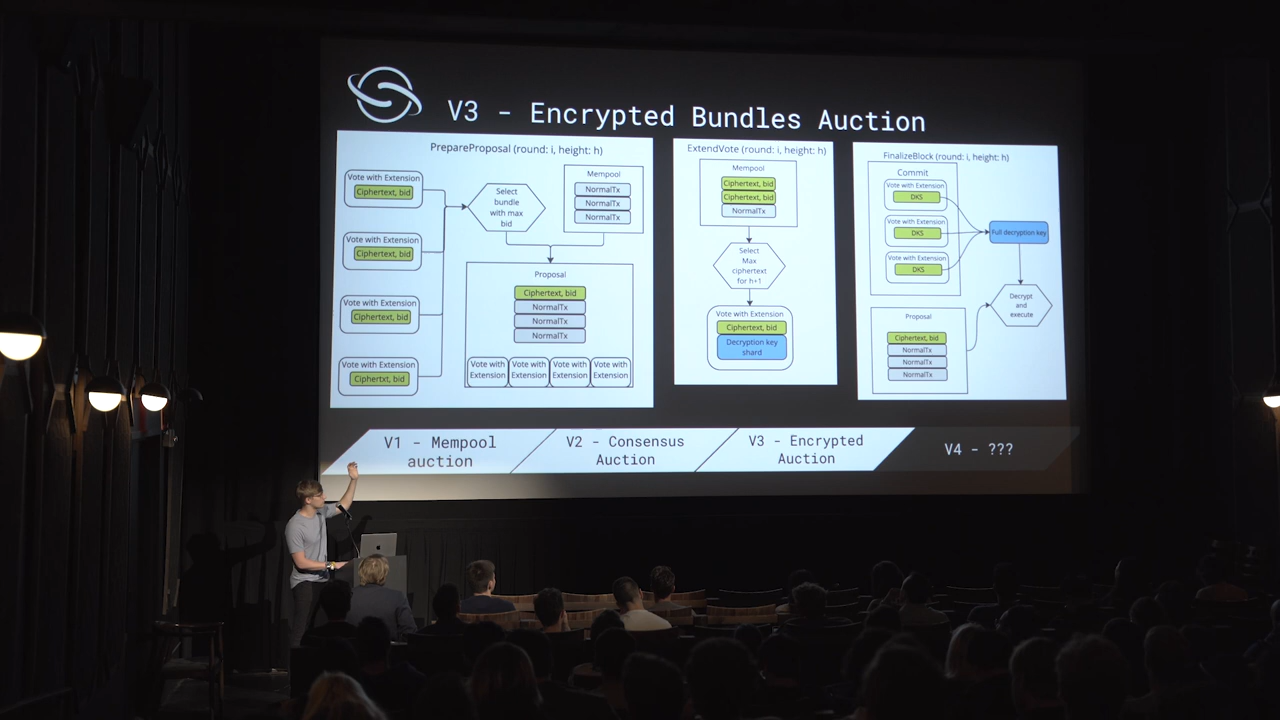 V3 - Encrypted Bundles Auction
PrepareProposal (round: i, height: h)
Vote with Extension
Ciphertext, bid
Vote with Extension
Ciphertext, bid
Vote with Extension
Ciphertext, bid
Vote with Extension
Ciphertxt, bid
Select
bundle
with max
bid
Mempool
NormalTx
NormalTx
NormalTx
Proposal
Ciphertext, bid
NormalTx
NormalTx
NormalTx
Vote with
Extension
Vote with
Extension
Vote with
Extension
Vote with
Extension
ExtendVote (round: i, height: h)
Mempool
Ciphertext, bid
Ciphertext, bid
NormalTx
Select
Max
ciphertext
for h+1
Vote with Extension
Ciphertext, bid
Decryption key
shard
FinalizeBlock (round: i, height: h)
Commit
Vote with Extension
DKS
Vote with Extension
DKS
Vote with Extension
DKS
Full decryption key
Decrypt
and
execute
Proposal
Ciphertext, bid
NormalTx
NormalTx
NormalTx
V1 - Mempool
auction
V2 - Consensus
Auction
V3 - Encrypted
Auction
V4 - ???